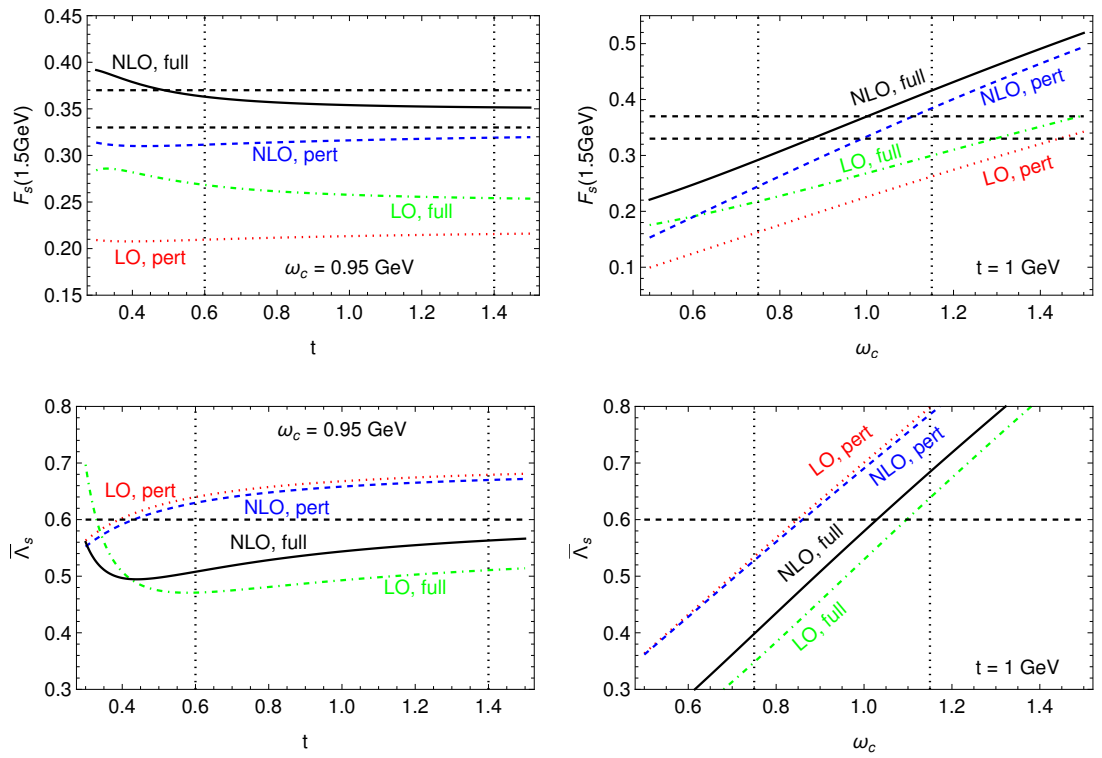 0.45
0.40
0.35
0.30
0.25
0.20
0.15
F_s(1.5GeV)
NLO, full
NLO, pert
LO, full
LO, pert
ω_c = 0.95 GeV
0.4 0.6 0.8 1.0 1.2 1.4
t
0.5
0.4
0.3
0.2
0.1
F_s(1.5GeV)
NLO, full
NLO, pert
LO, full
LO, pert
t = 1 GeV
0.6 0.8 1.0 1.2 1.4
ω_c
0.8
0.7
0.6
0.5
0.4
0.3
Λ̅_s
ω_c = 0.95 GeV
LO, pert
NLO, pert
NLO, full
LO, full
0.4 0.6 0.8 1.0 1.2 1.4
t
0.8
0.7
0.6
0.5
0.4
0.3
Λ̅_s
LO, pert
NLO, pert
NLO, full
LO, full
t = 1 GeV
0.6 0.8 1.0 1.2 1.4
ω_c